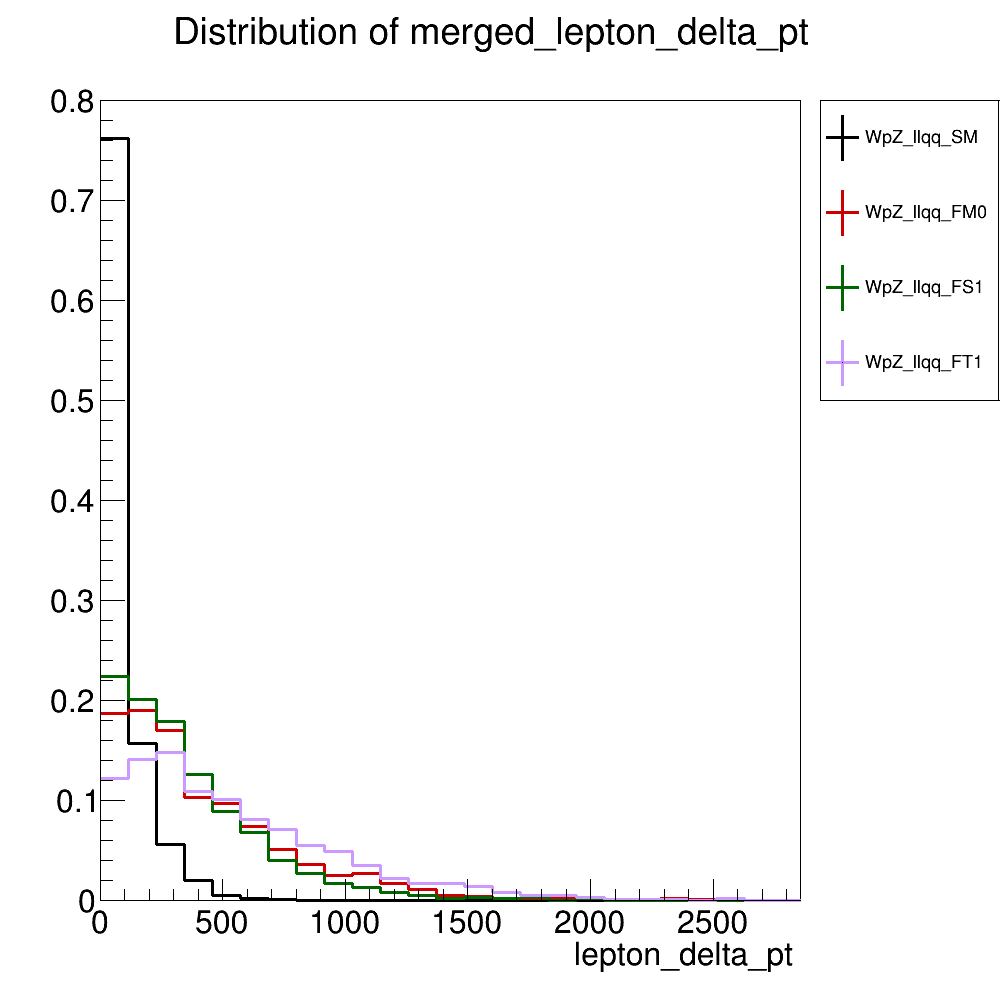 Distribution of merged_lepton_delta_pt
0.8
0.7
0.6
0.5
0.4
0.3
0.2
0.1
0
0 500 1000 1500 2000 2500
lepton_delta_pt
WpZ_llqq_SM
WpZ_llqq_FM0
WpZ_llqq_FS1
WpZ_llqq_FT1